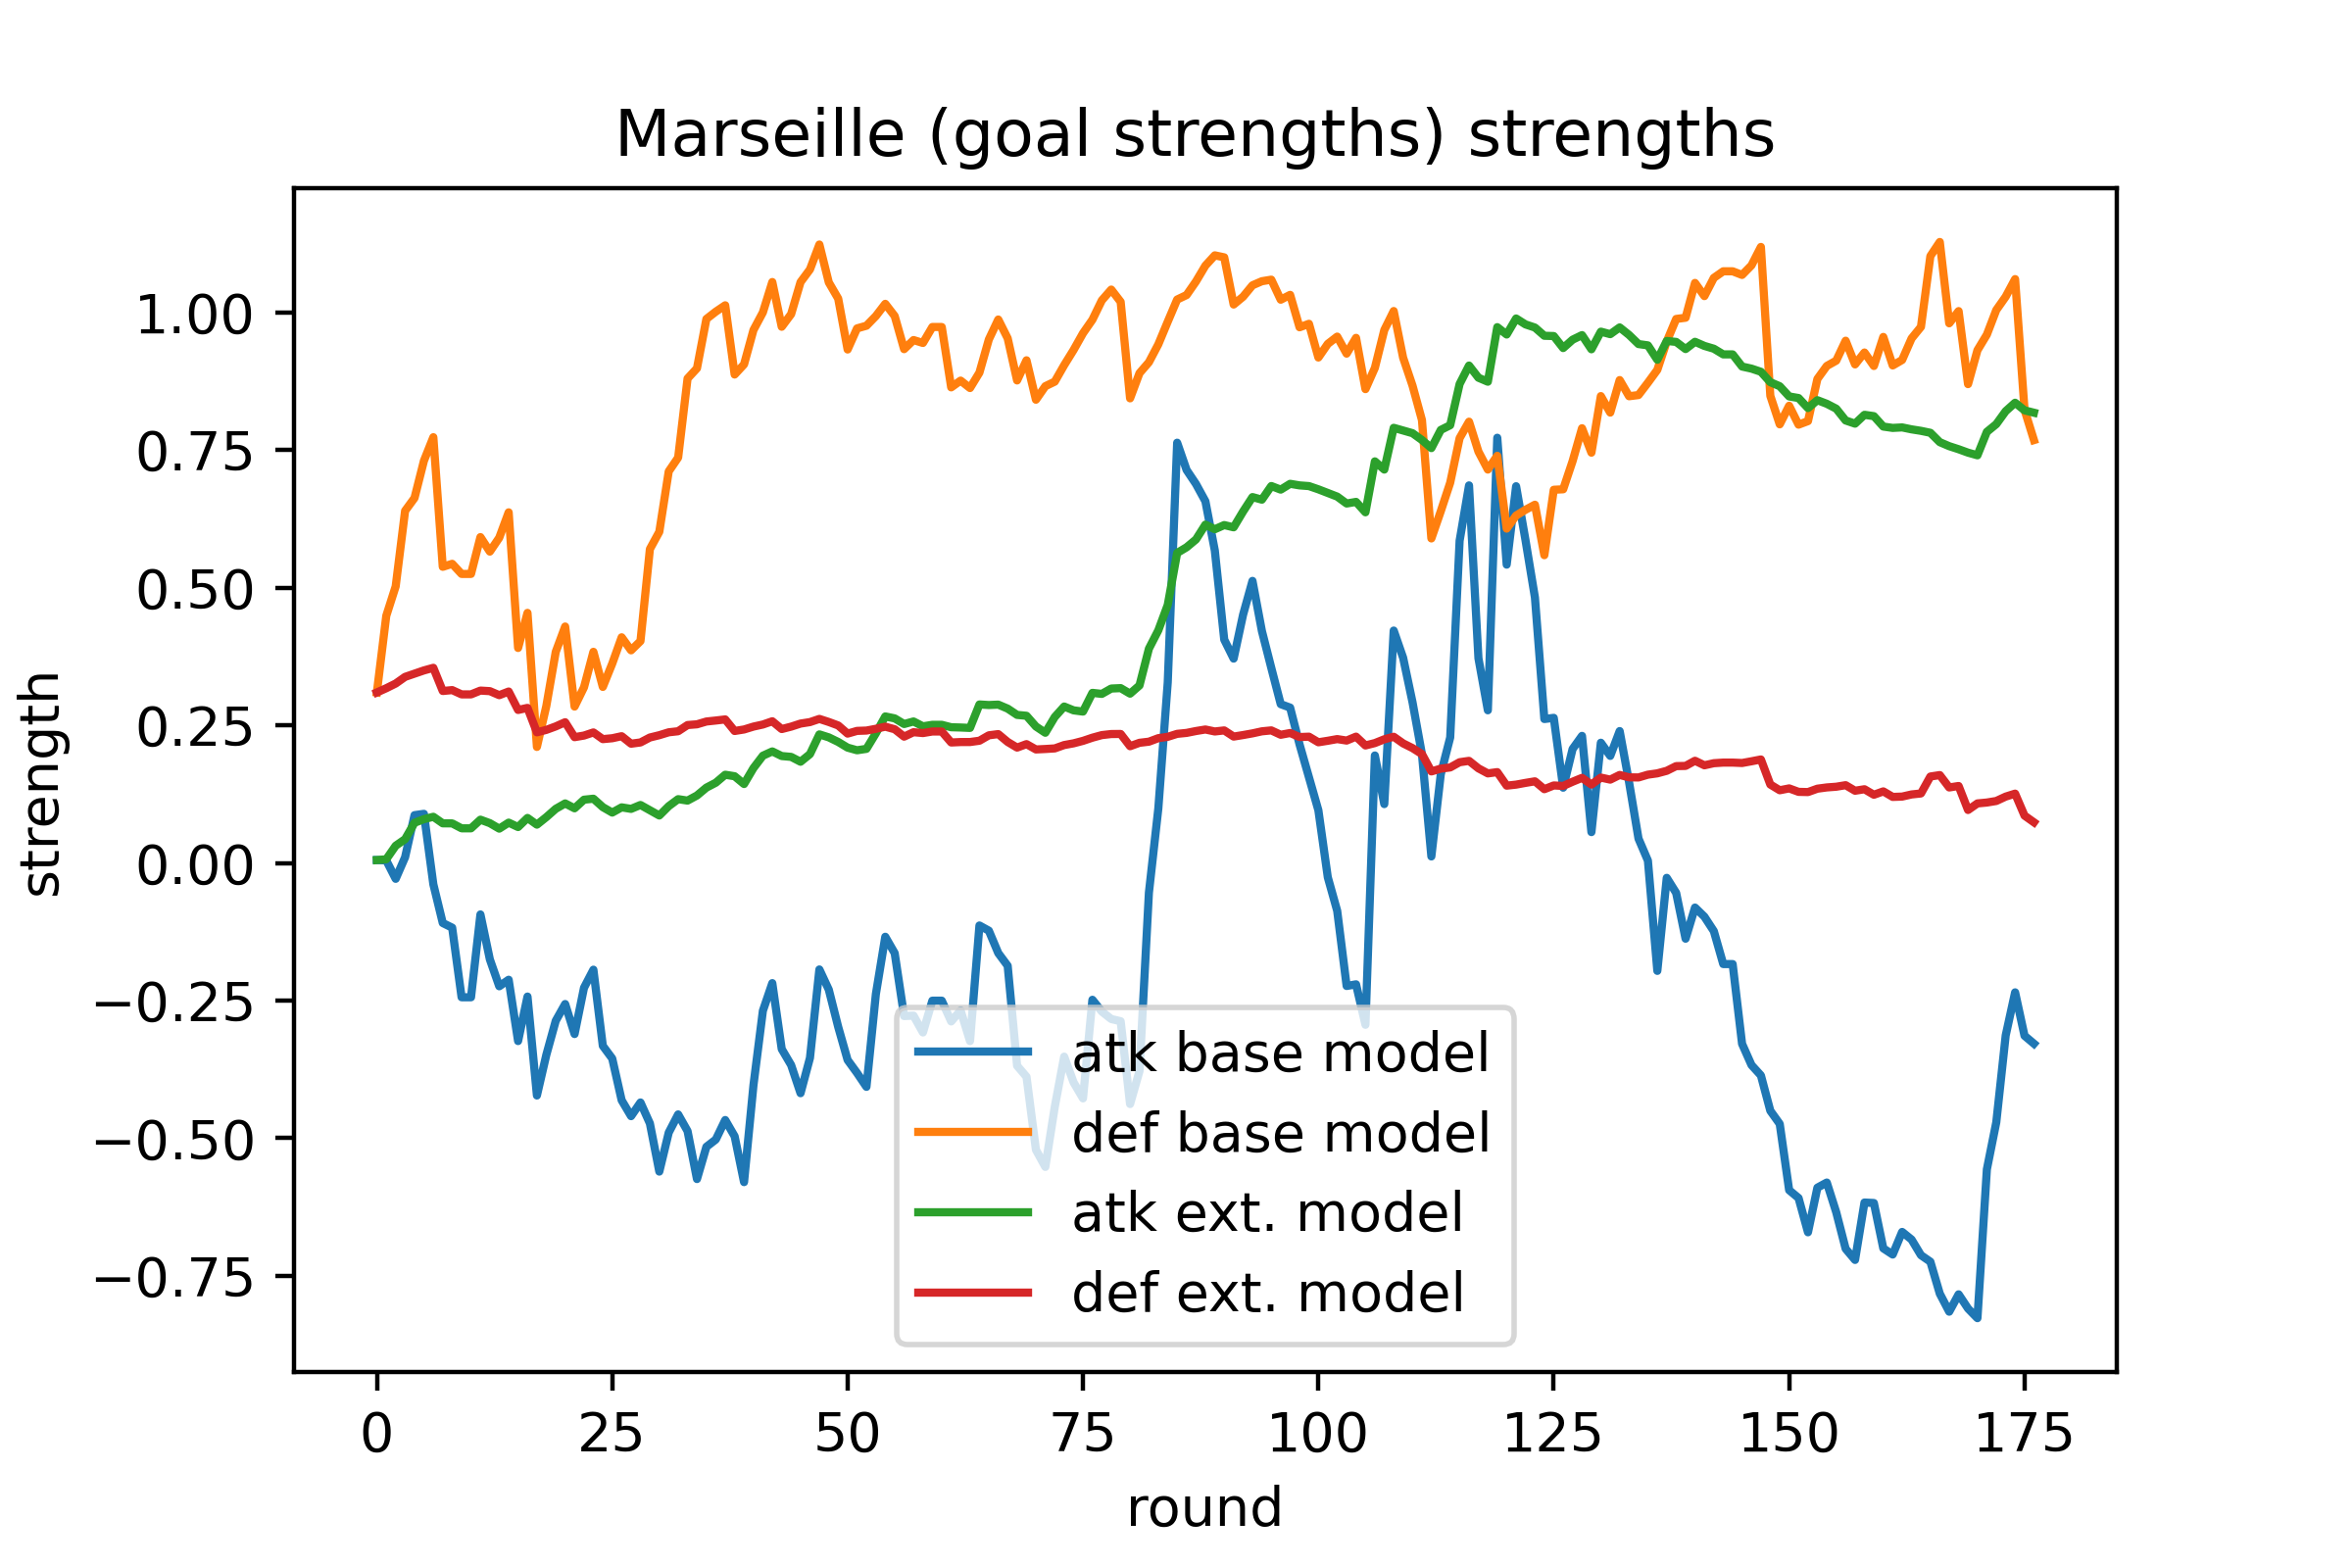 Marseille (goal strengths) strengths
strength
1.00
0.75
0.50
0.25
0.00
−0.25
−0.50
−0.75
atk base model
def base model
atk ext. model
def ext. model
0 25 50 75 100 125 150 175
round